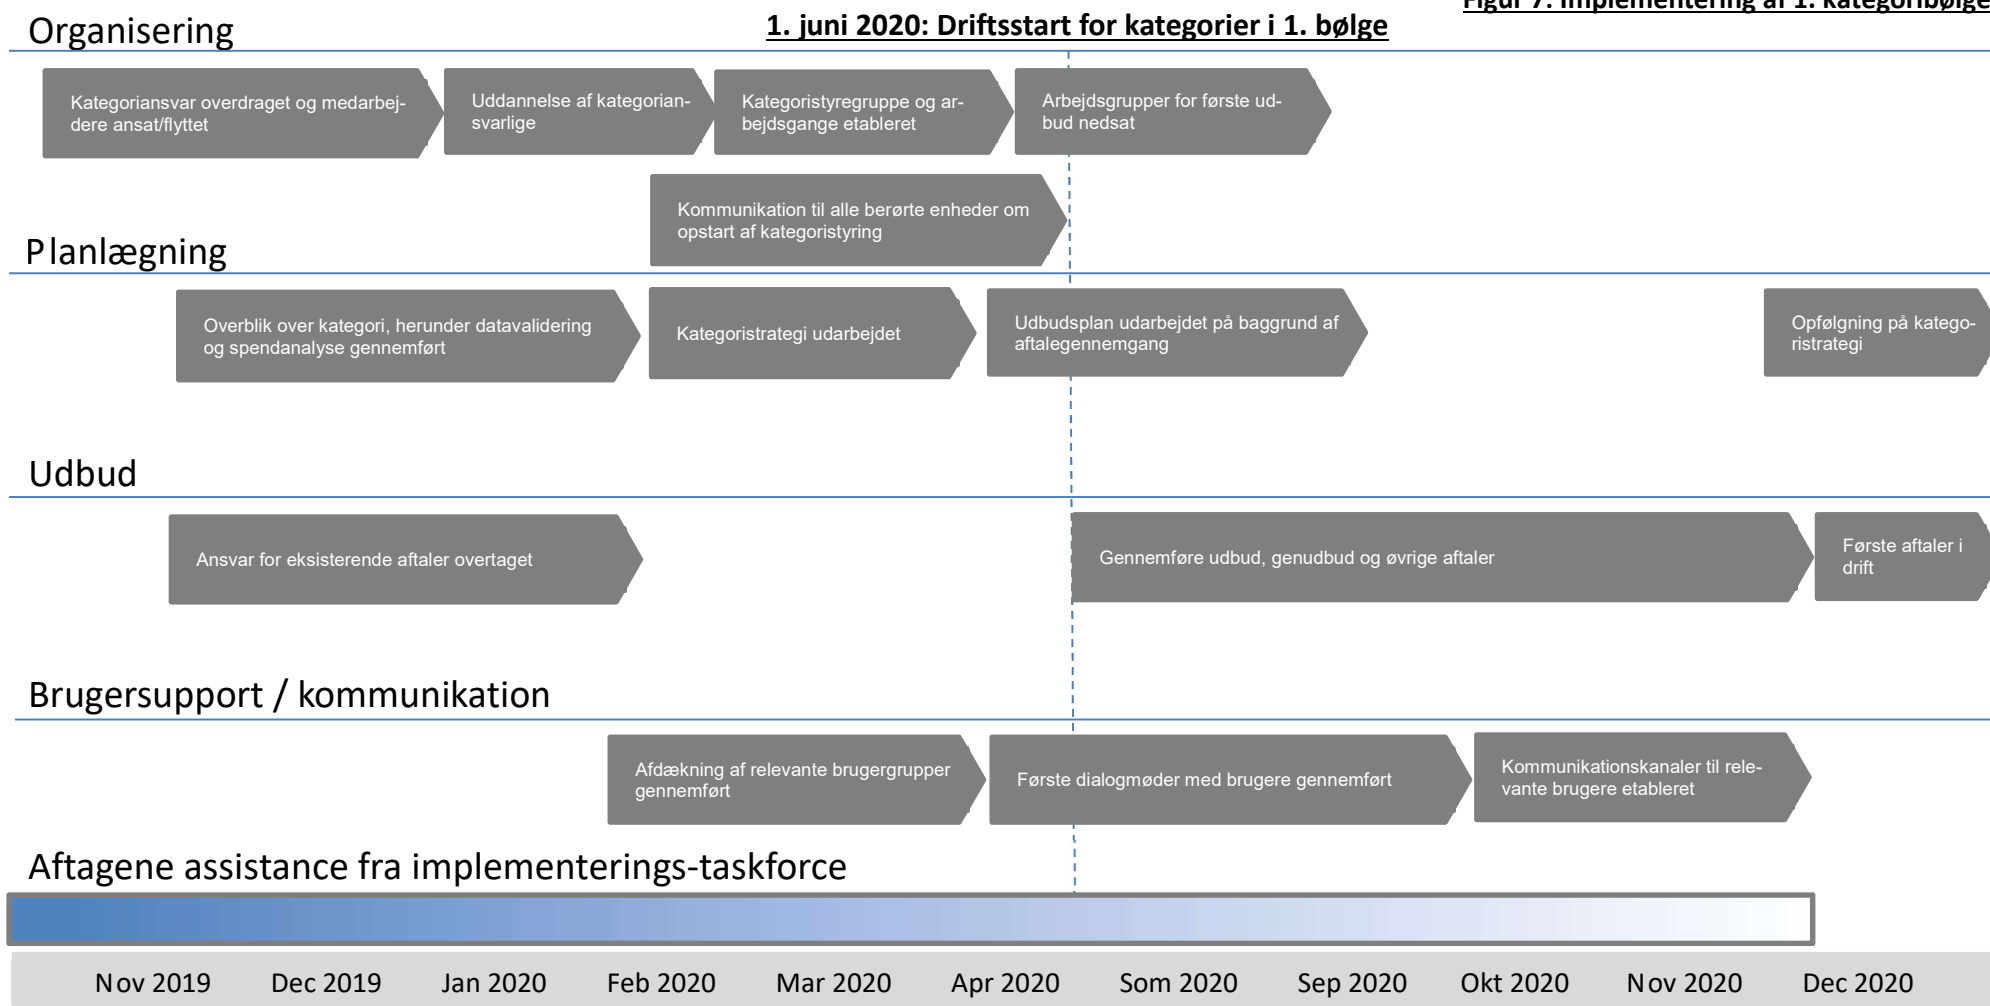 Figur 7: Implementering af 1. kategoribølge
1. juni 2020: Driftsstart for kategorier i 1. bølge
Organisering
Kategoriansvar overdraget og medarbej-
dere ansat/flyttet
Uddannelse af kategorian-
svarlige
Kategoristyregruppe og ar-
bejdsgange etableret
Arbejdsgrupper for første ud-
bud nedsat
Kommunikation til alle berørte enheder om
opstart af kategoristyring
Planlægning
Overblik over kategori, herunder datavalidering
og spendanalyse gennemført
Kategoristrategi udarbejdet
Udbudsplan udarbejdet på baggrund af
aftalegennemgang
Opfølgning på katego-
ristrategi
Udbud
Ansvar for eksisterende aftaler overtaget
Gennemføre udbud, genudbud og øvrige aftaler
Første aftaler i
drift
Brugersupport / kommunikation
Afdækning af relevante brugergrupper
gennemført
Første dialogmøder med brugere gennemført
Kommunikationskanaler til rele-
vante brugere etableret
Aftagene assistance fra implementerings-taskforce
Nov 2019
Dec 2019
Jan 2020
Feb 2020
Mar 2020
Apr 2020
Som 2020
Sep 2020
Okt 2020
Nov 2020
Dec 2020